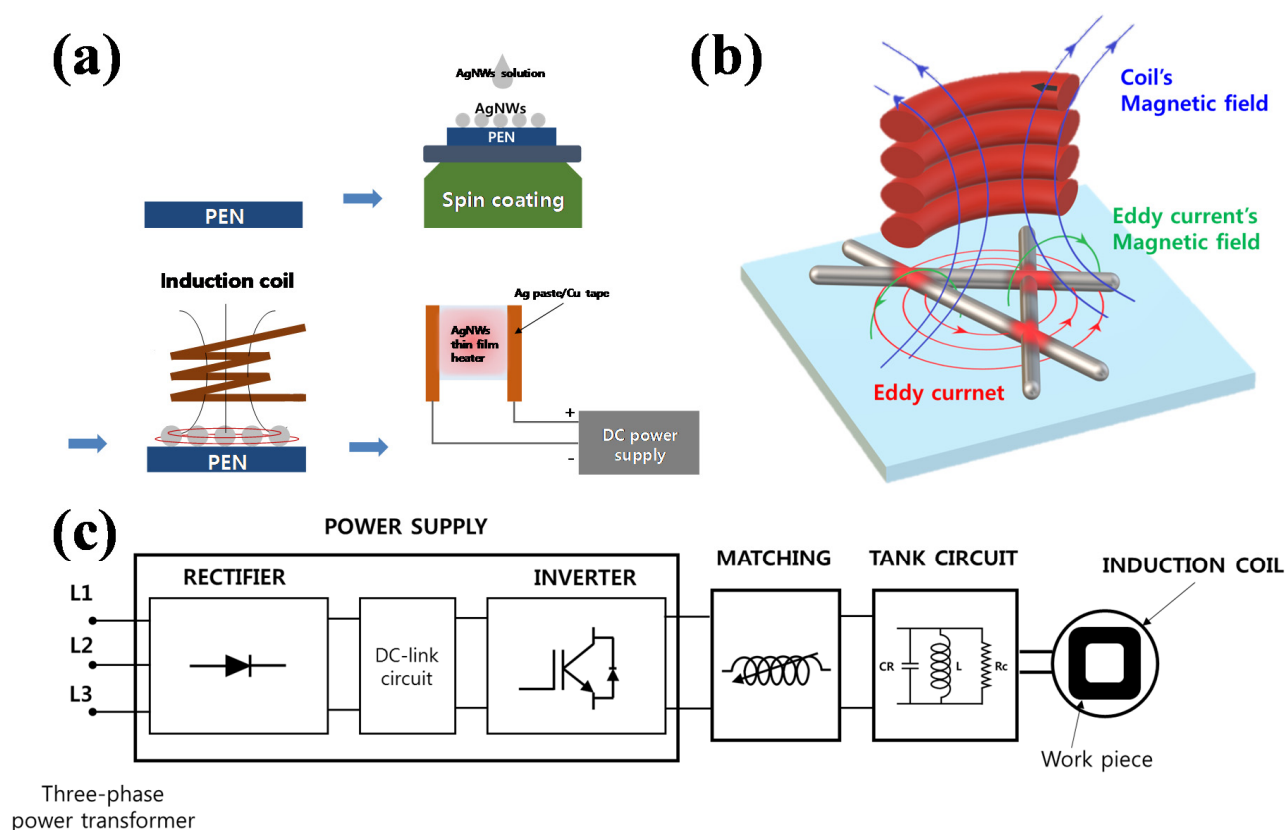 (a)
AgNWs solution
AgNWs
PEN
Spin coating
PEN
Induction coil
PEN
Ag paste/Cu tape
AgNWs
thin film
heater
+
-
DC power
supply
(b)
Coil's
Magnetic field
Eddy current's
Magnetic field
Eddy currnet
(c)
POWER SUPPLY
RECTIFIER
INVERTER
MATCHING
TANK CIRCUIT
INDUCTION COIL
L1
L2
L3
DC-link
circuit
CR
L
Rc
Work piece
Three-phase
power transformer